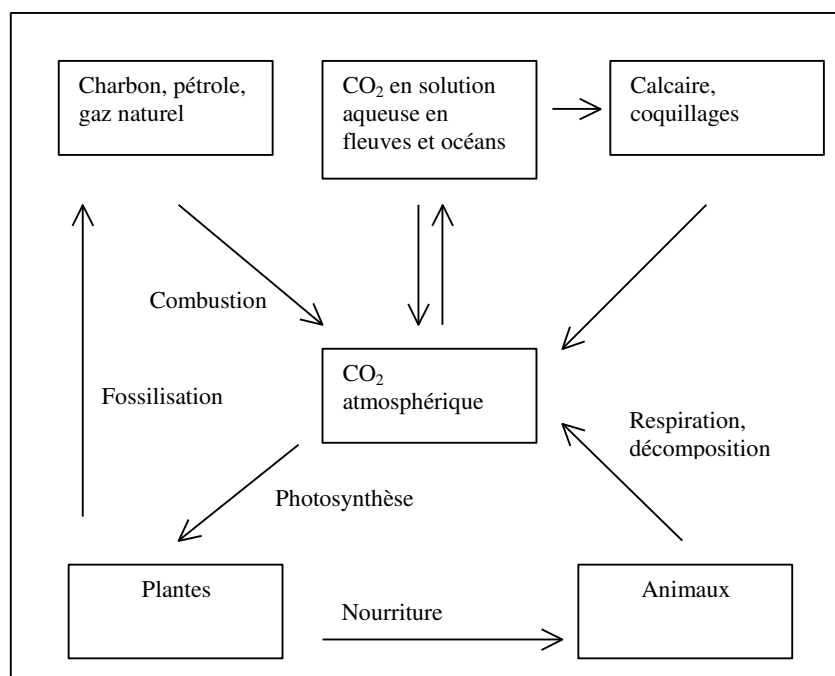 Charbon, pétrole,
gaz naturel
CO₂ en solution
aqueuse en
fleuves et océans
Calcaire,
coquillages
Combustion
CO₂
atmosphérique
Fossilisation
Respiration,
décomposition
Photosynthèse
Plantes
Nourriture
Animaux